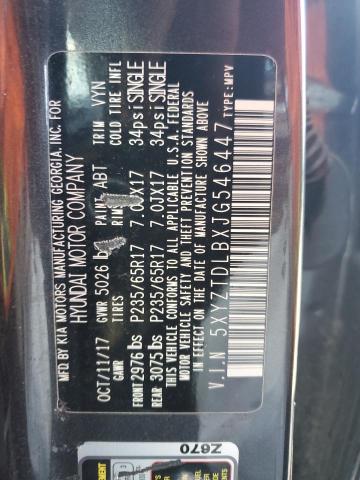 MFD BY KIA MOTORS MANUFACTURING GEORGIA, INC. FOR
HYUNDAI MOTOR COMPANY
OCT/11/17 GVWR 5026 PAINT ABT TRIM VYN
GAWR TIRES RIM COLD TIRE INFL
FRONT 2976 lbs P235/65R17 7.0JX17 34psi SINGLE
REAR 3075 lbs P235/65R17 7.0JX17 34psi SINGLE
THIS VEHICLE CONFORMS TO ALL APPLICABLE U.S.A. FEDERAL
MOTOR VEHICLE SAFETY AND THEFT PREVENTION STANDARDS
IN EFFECT ON THE DATE OF MANUFACTURE SHOWN ABOVE.
V.I.N 5XYZTDLBXJG546447 TYPE:MPV
Z670